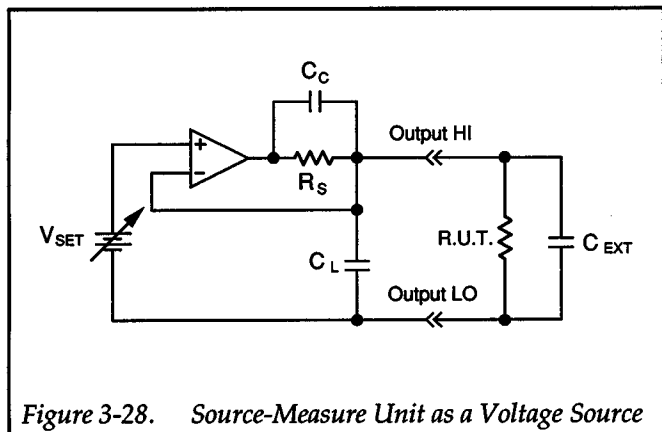 C_C
+
−
R_S
Output HI
V_SET
R.U.T.
C_EXT
C_L
Output LO
Figure 3-28. Source-Measure Unit as a Voltage Source